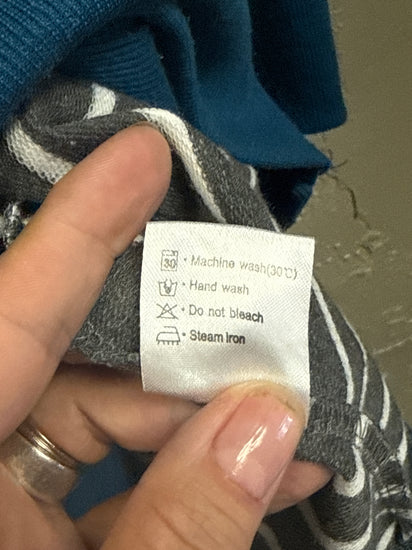 30 • Machine wash(30℃)
• Hand wash
• Do not bleach
• Steam Iron